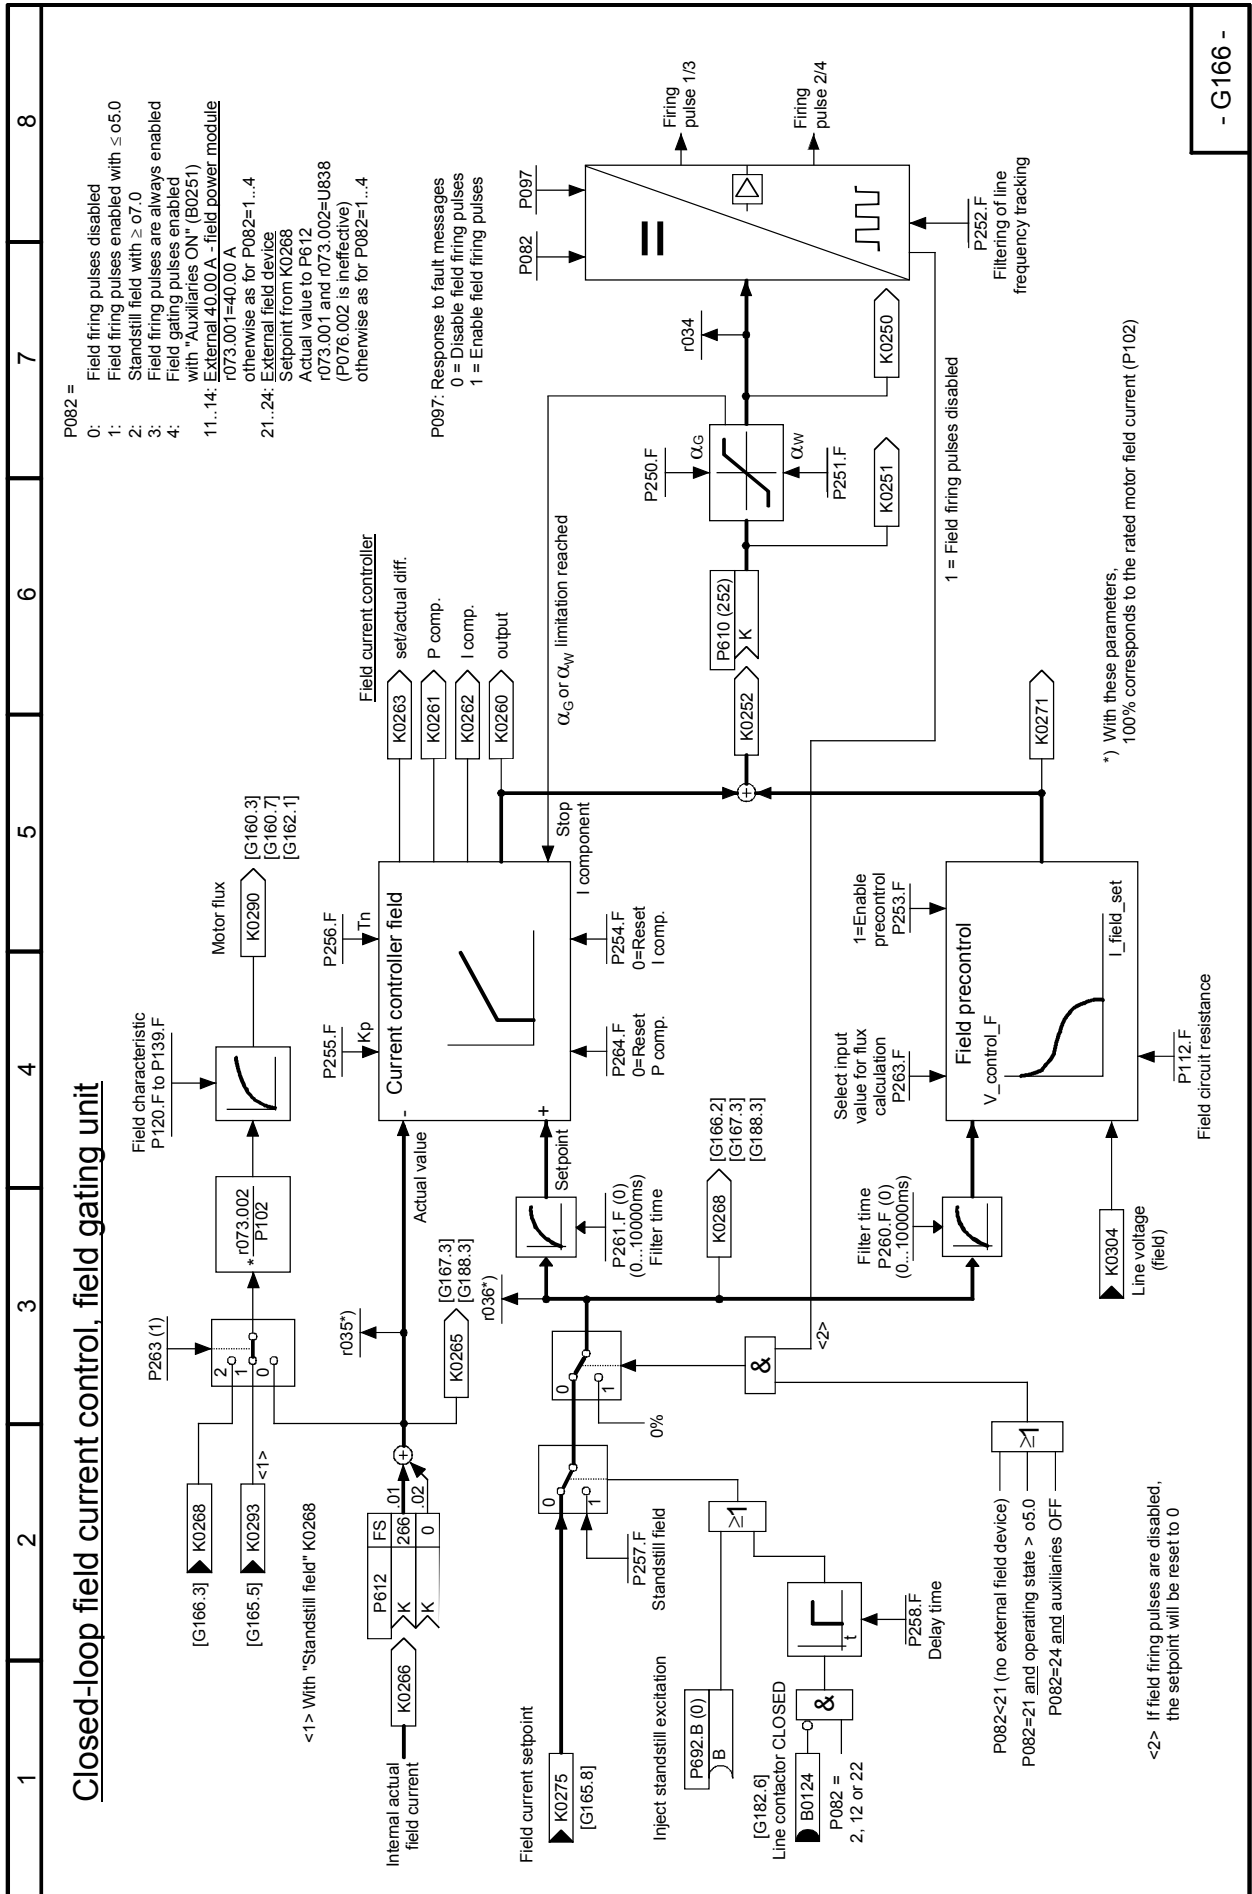 Closed-loop field current control, field gating unit
1
2
3
4
5
6
7
8
- G166 -
P082 =
0: Field firing pulses disabled
1: Field firing pulses enabled with ≤ o5.0
2: Standstill field with ≥ o7.0
3: Field firing pulses are always enabled
4: Field gating pulses enabled
with "Auxiliaries ON" (B0251)
11..14: External 40.00 A - field power module
r073.001=40.00 A
otherwise as for P082=1...4
21..24: External field device
Setpoint from K0268
Actual value to P612
r073.001 and r073.002=U838
(P076.002 is ineffective)
otherwise as for P082=1...4
P097: Response to fault messages
0 = Disable field firing pulses
1 = Enable field firing pulses
[G166.3]
K0268
[G165.5]
K0293
<1>
<1> With "Standstill field" K0268
P263 (1)
2
1
0
* r073.002
P102
Field characteristic
P120.F to P139.F
Motor flux
K0290
[G160.3]
[G160.7]
[G162.1]
Internal actual
field current
K0266
P612
FS
K
266
.01
K
0
.02
+
r035*)
K0265
[G167.3]
[G188.3]
Actual value
P255.F
Kp
P256.F
Tn
Current controller field
-
+
Setpoint
P264.F
0=Reset
P comp.
P254.F
0=Reset
I comp.
Stop
I component
Field current controller
K0263
set/actual diff.
K0261
P comp.
K0262
I comp.
K0260
output
αG or αW limitation reached
Field current setpoint
K0275
[G165.8]
0
1
P257.F
Standstill field
0
1
0%
r036*)
P261.F (0)
(0...10000ms)
Filter time
K0268
[G166.2]
[G167.3]
[G188.3]
Inject standstill excitation
P692.B (0)
B
≥1
[G182.6]
Line contactor CLOSED
B0124
P082 =
2, 12 or 22
&
t
P258.F
Delay time
&
<2>
≥1
P082<21 (no external field device)
P082=21 and operating state > o5.0
P082=24 and auxiliaries OFF
<2> If field firing pulses are disabled,
the setpoint will be reset to 0
Filter time
P260.F (0)
(0...10000ms)
K0304
Line voltage
(field)
Select input
value for flux
calculation
P263.F
1=Enable
precontrol
P253.F
Field precontrol
V_control_F
I_field_set
P112.F
Field circuit resistance
K0271
+
K0252
P610 (252)
K
K0251
P250.F
αG
αW
P251.F
K0250
r034
P082
P097
=
Firing
pulse 1/3
Firing
pulse 2/4
P252.F
Filtering of line
frequency tracking
1 = Field firing pulses disabled
*) With these parameters,
100% corresponds to the rated motor field current (P102)